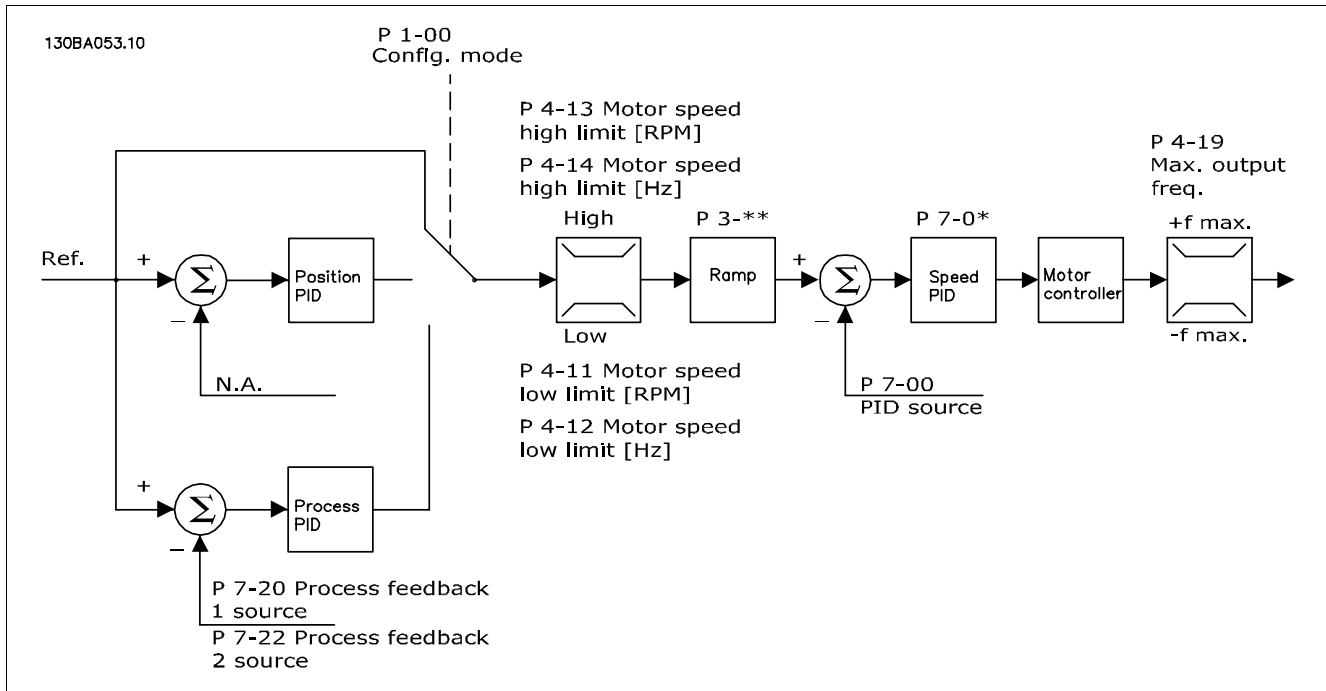 130BA053.10
P 1-00
Config. mode
P 4-13 Motor speed
high limit [RPM]
P 4-14 Motor speed
high limit [Hz]
P 4-19
Max. output
freq.
High
P 3-**
P 7-0*
+f max.
Ref.
+
Σ
Position
PID
Ramp
+
Σ
Speed
PID
Motor
controller
−
−
Low
-f max.
N.A.
P 4-11 Motor speed
low limit [RPM]
P 4-12 Motor speed
low limit [Hz]
P 7-00
PID source
+
Σ
Process
PID
−
P 7-20 Process feedback
1 source
P 7-22 Process feedback
2 source